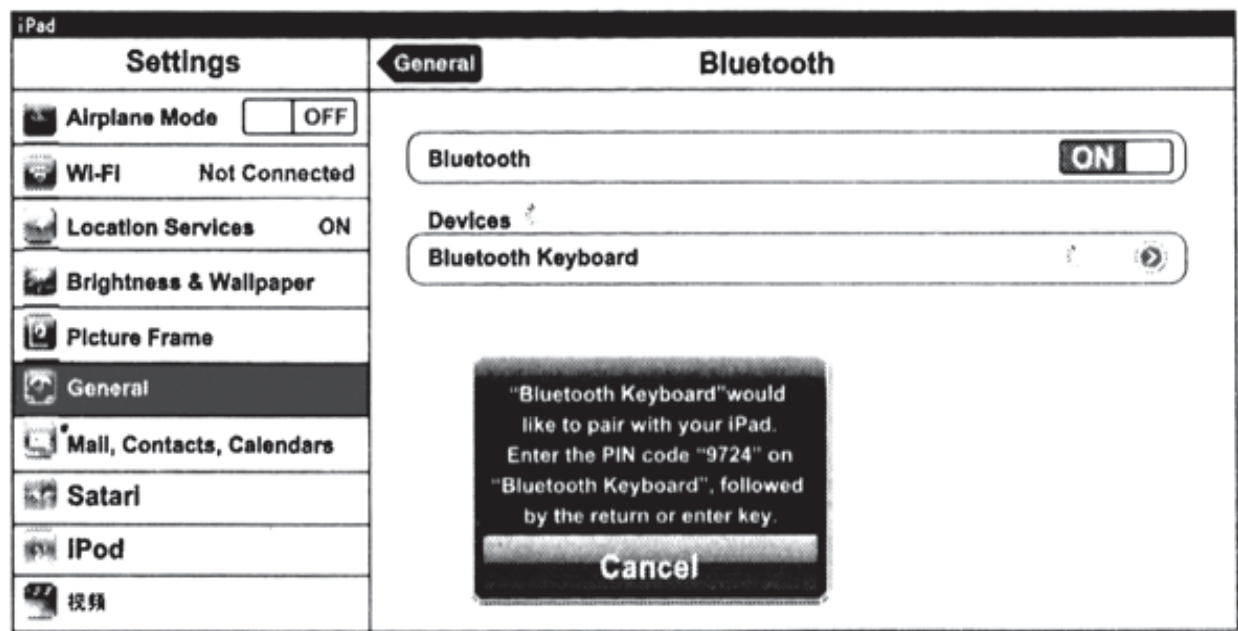 iPad
Settings
General
Bluetooth
Airplane Mode OFF
Wi-Fi Not Connected
Location Services ON
Brightness & Wallpaper
Picture Frame
General
Mail, Contacts, Calendars
Satari
iPod
视频
Bluetooth ON
Devices
Bluetooth Keyboard
"Bluetooth Keyboard"would
like to pair with your iPad.
Enter the PIN code "9724" on
"Bluetooth Keyboard", followed
by the return or enter key.
Cancel